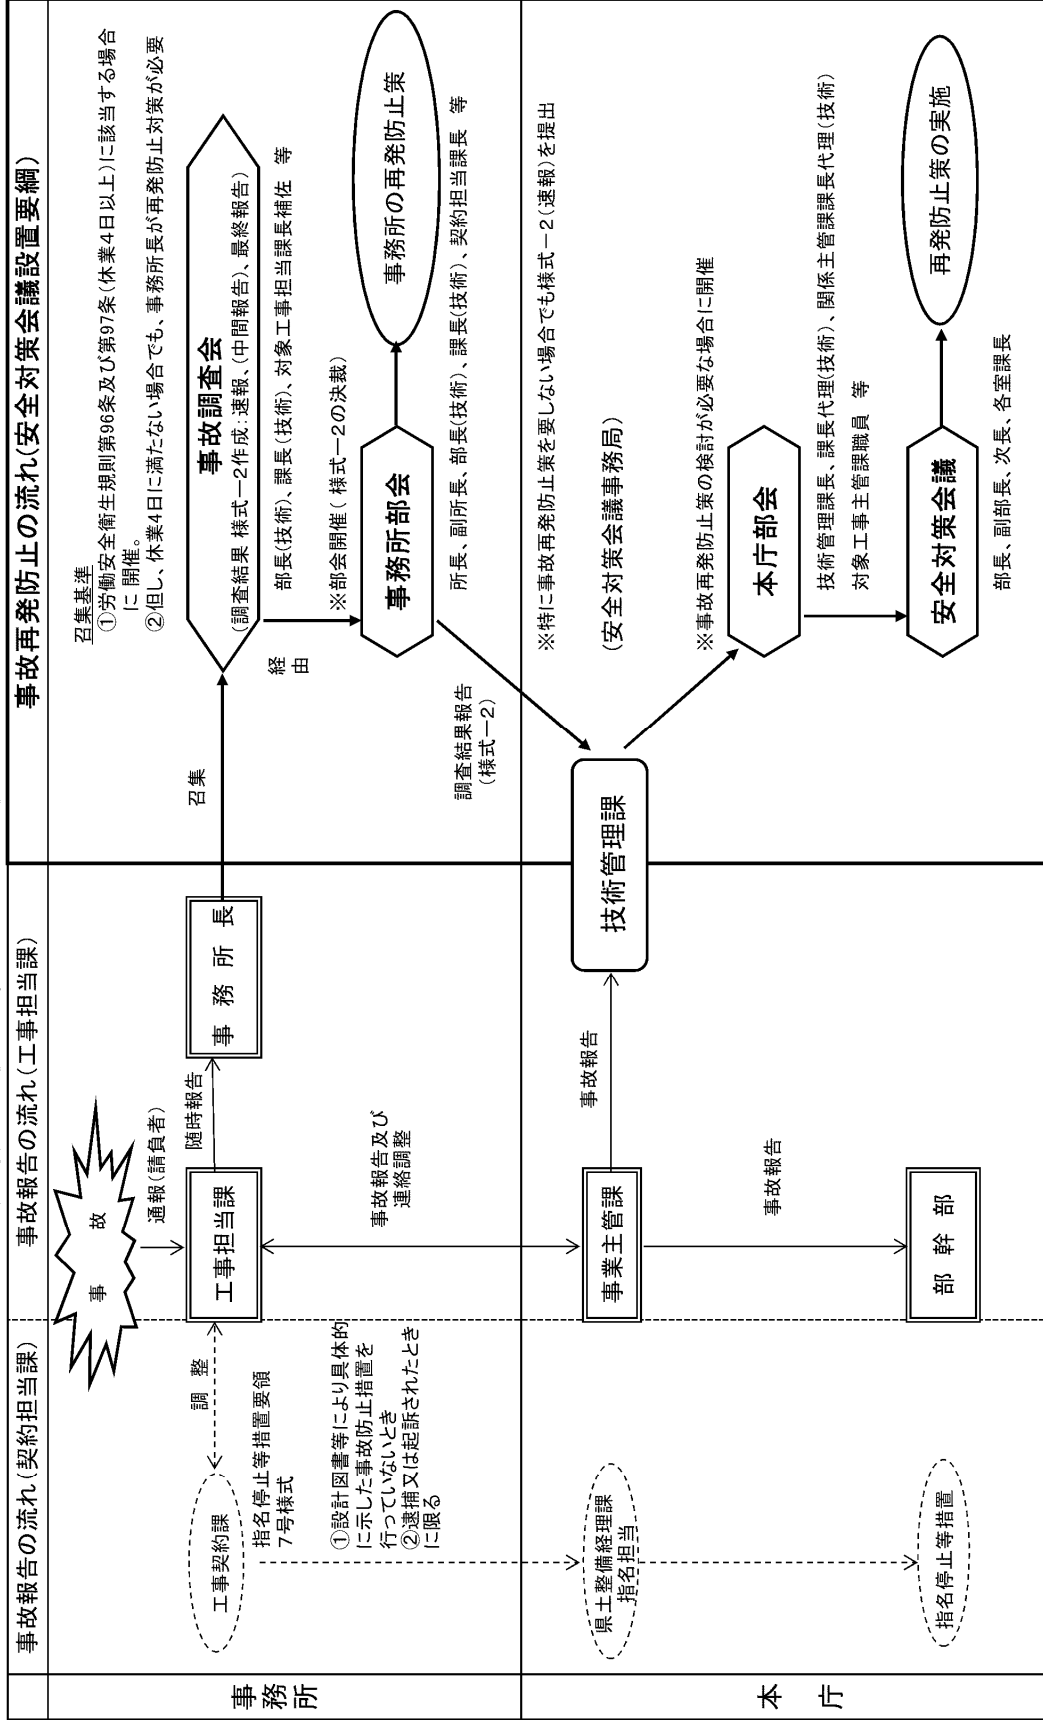 事故報告の流れ(契約担当課)
事故報告の流れ(工事担当課)
事故再発防止の流れ(安全対策会議設置要綱)
事務
所
事　故
通報(請負者)
工事担当課
随時報告
事　務　所　長
召集
調　整
工事契約課
指名停止等措置要領
7号様式
①設計図書等により具体的
に示した事故防止措置を
行っていないとき
②逮捕又は起訴されたとき
に限る
事故報告及び
連絡調整
召集基準
①労働安全衛生規則第96条及び第97条(休業4日以上)に該当する場合
に開催。
②但し、休業4日に満たない場合でも、事務所長が再発防止対策が必要
事故調査会
(調査結果 様式ー2作成:速報、(中間報告)、最終報告)
部長(技術)、課長(技術)、対象工事担当課長補佐　等
経
由
※部会開催( 様式ー2の決裁)
事務所部会
事務所の再発防止策
所長、副所長、部長(技術)、課長(技術)、契約担当課長　等
調査結果報告
(様式ー2)
本　庁
県土整備経理課
指名担当
指名停止等措置
事業主管課
事故報告
事故報告
部　幹　部
技術管理課
※特に事故再発防止策を要しない場合でも様式ー2(速報)を提出
(安全対策会議事務局)
※事故再発防止策の検討が必要な場合に開催
本庁部会
技術管理課長、課長代理(技術)、関係主管課課長代理(技術)
対象工事主管課職員　等
安全対策会議
再発防止策の実施
部長、副部長、次長、各室課長